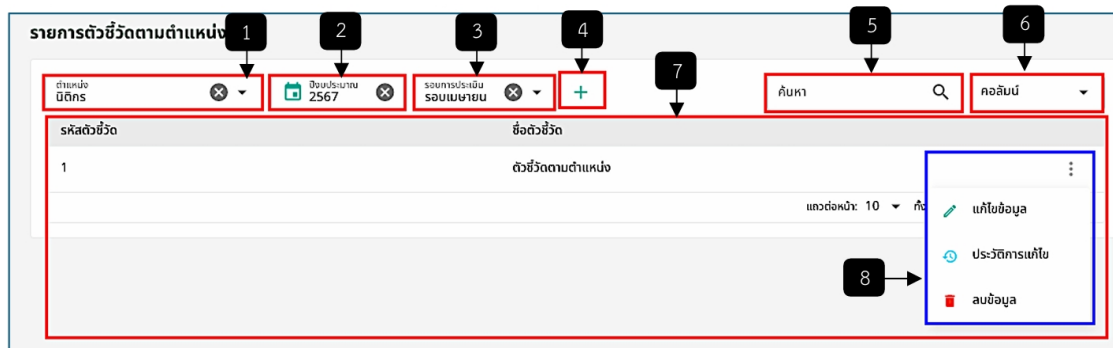 รายการตัวชี้วัดตามตำแหน่ง
1 2 3 4 5 6
7
ตำแหน่ง ปีงบประมาณ รอบการประเมิน
นิติกร 2567 รอบเมษายน + ค้นหา คอลัมน์
รหัสตัวชี้วัด ชื่อตัวชี้วัด
1 ตัวชี้วัดตามตำแหน่ง
แถวต่อหน้า: 10
แก้ไขข้อมูล
ประวัติการแก้ไข
8
ลบข้อมูล